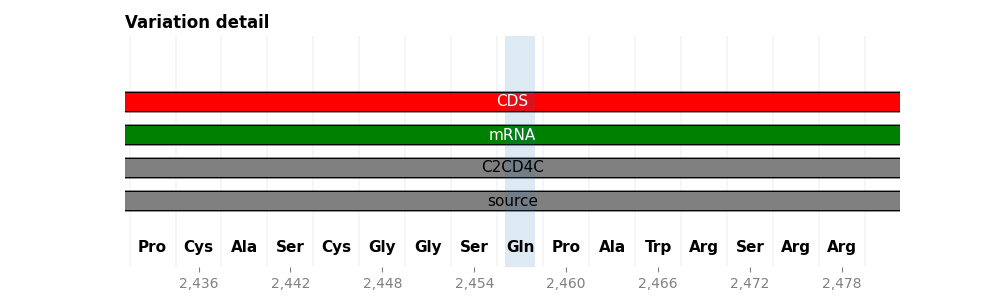 Variation detail
CDS
mRNA
C2CD4C
source
Pro Cys Ala Ser Cys Gly Gly Ser Gln Pro Ala Trp Arg Ser Arg Arg
2,436 2,442 2,448 2,454 2,460 2,466 2,472 2,478